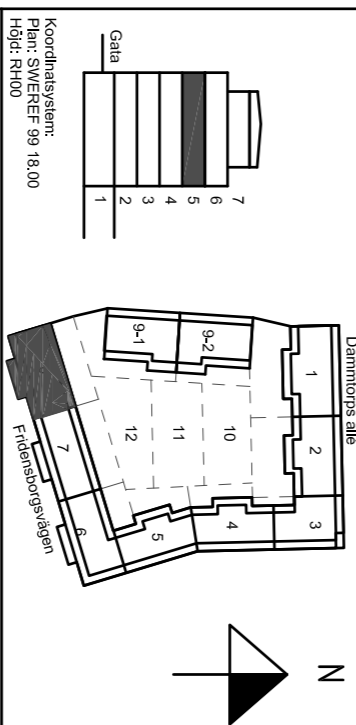 Koordinatsystem:
Plan: SWEREF 99 18.00
Höjd: RH00
Gata
1
2
3
4
5
6
7
Dammtorps alle
1
2
3
4
5
6
7
9-1
9-2
10
11
12
Fridensborgsvägen
N